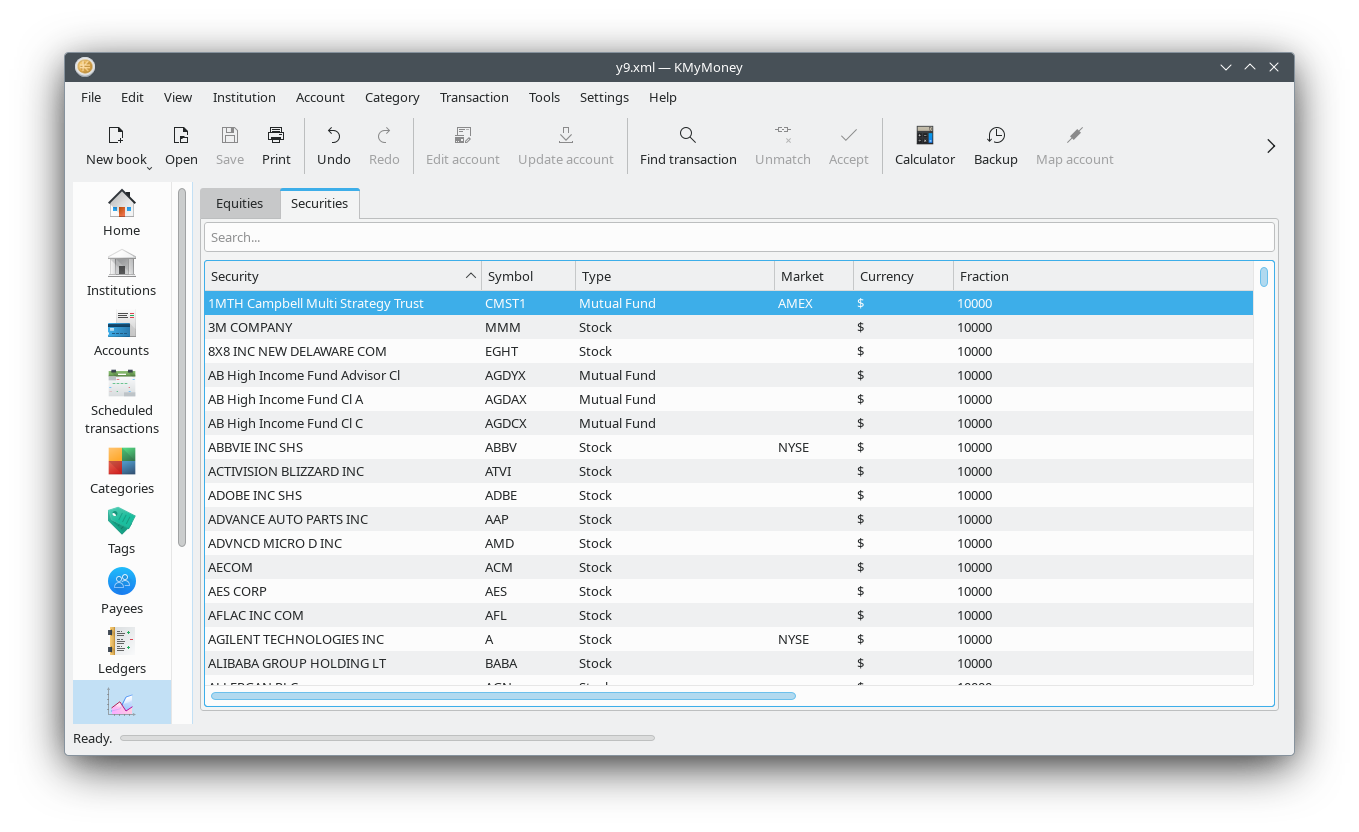 y9.xml — KMyMoney
File Edit View Institution Account Category Transaction Tools Settings Help
New book Open Save Print Undo Redo Edit account Update account Find transaction Unmatch Accept Calculator Backup Map account
Home
Institutions
Accounts
Scheduled
transactions
Categories
Tags
Payees
Ledgers
Equities Securities
Search...
Security Symbol Type Market Currency Fraction
1MTH Campbell Multi Strategy Trust CMST1 Mutual Fund AMEX $ 10000
3M COMPANY MMM Stock $ 10000
8X8 INC NEW DELAWARE COM EGHT Stock $ 10000
AB High Income Fund Advisor Cl AGDYX Mutual Fund $ 10000
AB High Income Fund Cl A AGDAX Mutual Fund $ 10000
AB High Income Fund Cl C AGDCX Mutual Fund $ 10000
ABBVIE INC SHS ABBV Stock NYSE $ 10000
ACTIVISION BLIZZARD INC ATVI Stock $ 10000
ADOBE INC SHS ADBE Stock $ 10000
ADVANCE AUTO PARTS INC AAP Stock $ 10000
ADVNCD MICRO D INC AMD Stock $ 10000
AECOM ACM Stock $ 10000
AES CORP AES Stock $ 10000
AFLAC INC COM AFL Stock $ 10000
AGILENT TECHNOLOGIES INC A Stock NYSE $ 10000
ALIBABA GROUP HOLDING LT BABA Stock $ 10000
Ready.